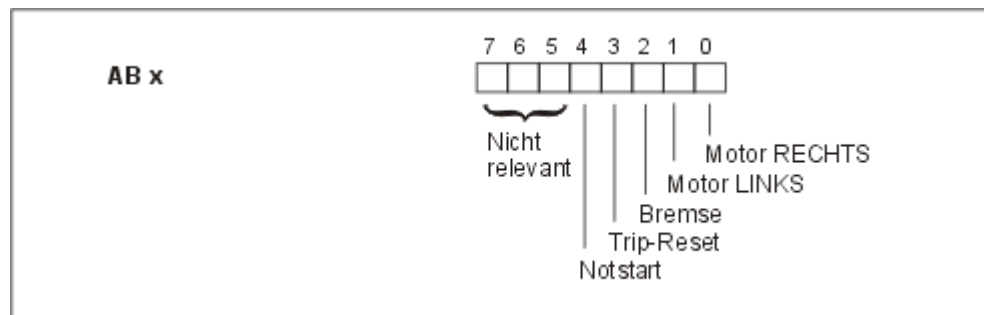 7 6 5 4 3 2 1 0
AB x
Nicht
relevant
Motor RECHTS
Motor LINKS
Bremse
Trip-Reset
Notstart